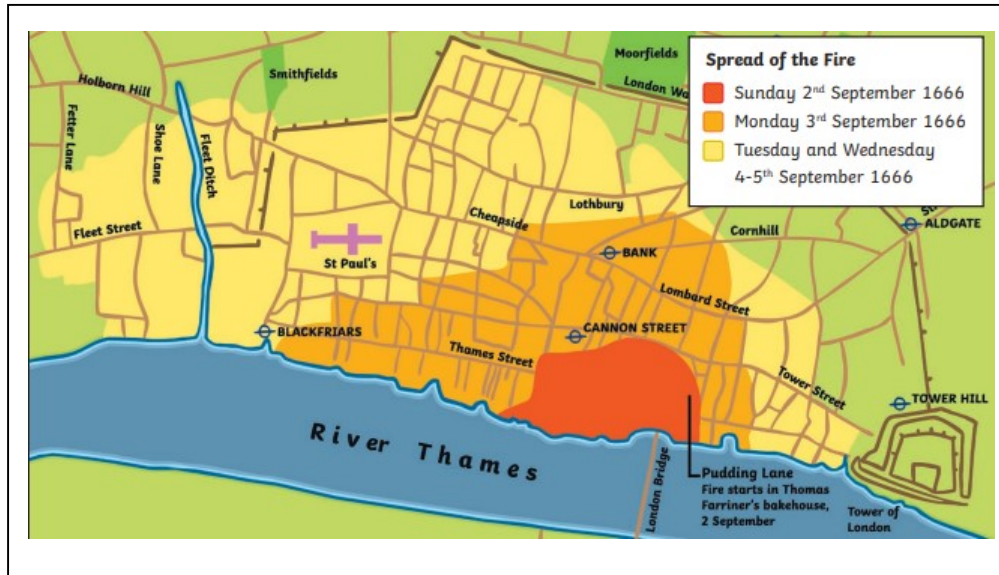 Moorfields
Smithfields
Holborn Hill
London Wa
Fetter Lane
Shoe Lane
Fleet Ditch
Fleet Street
Cheapside
Lothbury
Cornhill
ALDGATE
BANK
St Paul's
Lombard Street
BLACKFRIARS
CANNON STREET
Thames Street
Tower Street
TOWER HILL
River Thames
London Bridge
Pudding Lane
Fire starts in Thomas
Farriner's bakehouse,
2 September
Tower of
London
Spread of the Fire
Sunday 2nd September 1666
Monday 3rd September 1666
Tuesday and Wednesday
4-5th September 1666